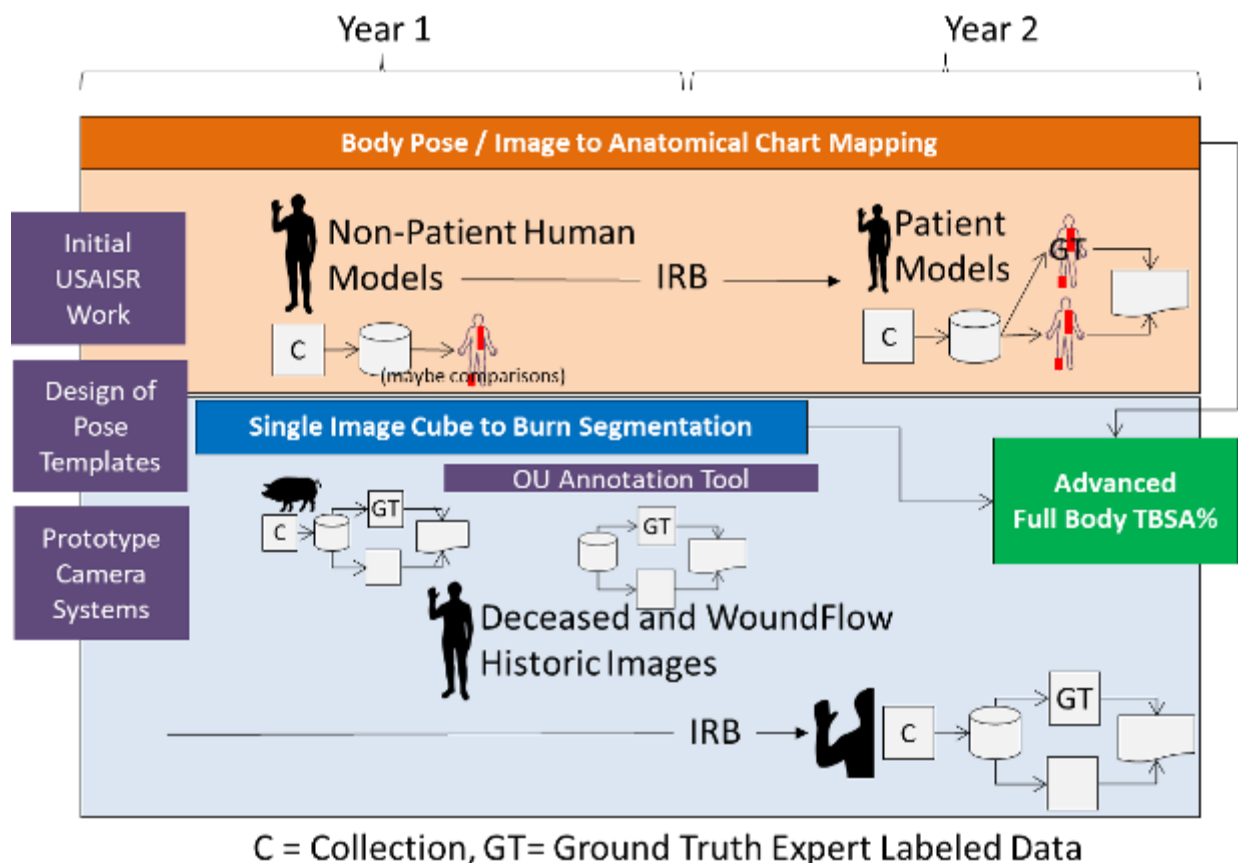 Year 1
Year 2
Body Pose / Image to Anatomical Chart Mapping
Initial
USAISR
Work
Non-Patient Human
Models
IRB
Patient
Models
GT
C
(maybe comparisons)
C
Design of
Pose
Templates
Single Image Cube to Burn Segmentation
OU Annotation Tool
Advanced
Full Body TBSA%
C
GT
GT
Prototype
Camera
Systems
Deceased and WoundFlow
Historic Images
IRB
C
GT
C = Collection, GT= Ground Truth Expert Labeled Data